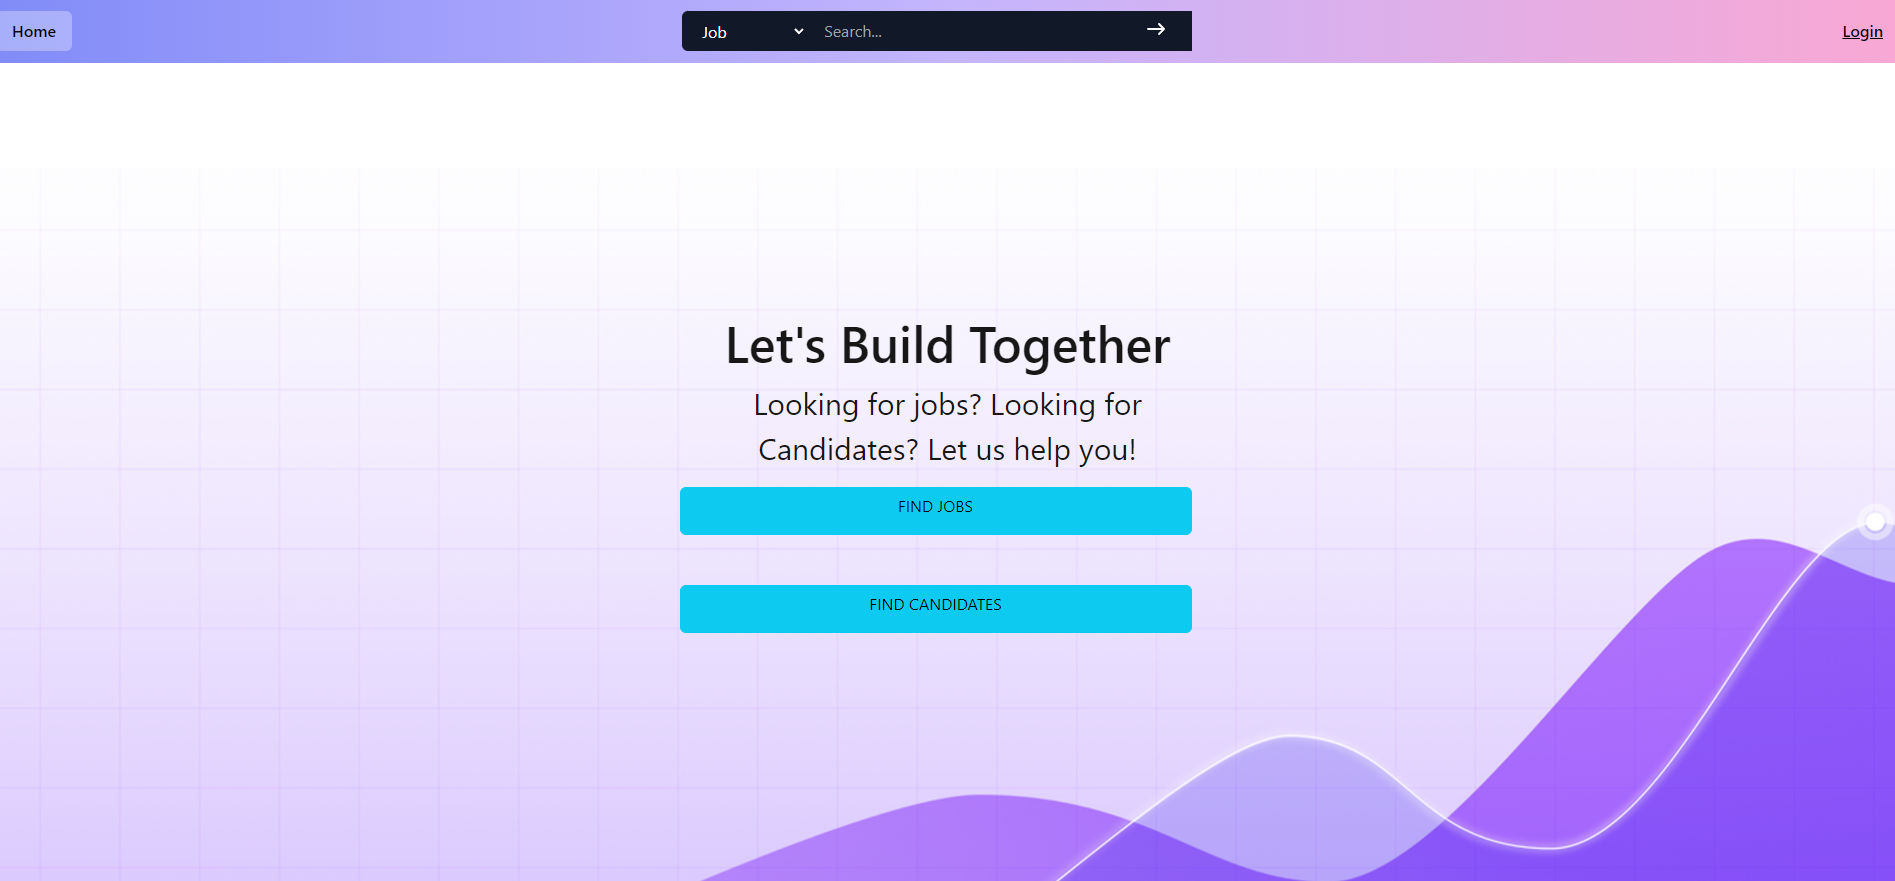 Home
Job
Search...
Login
Let's Build Together
Looking for jobs? Looking for
Candidates? Let us help you!
FIND JOBS
FIND CANDIDATES